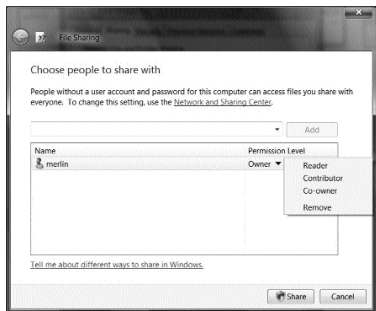 File Sharing
Choose people to share with
People without a user account and password for this computer can access files you share with
everyone. To change this setting, use the Network and Sharing Center.
Add
Name Permission Level
merlin Owner
Reader
Contributor
Co-owner
Remove
Tell me about different ways to share in Windows.
Share Cancel